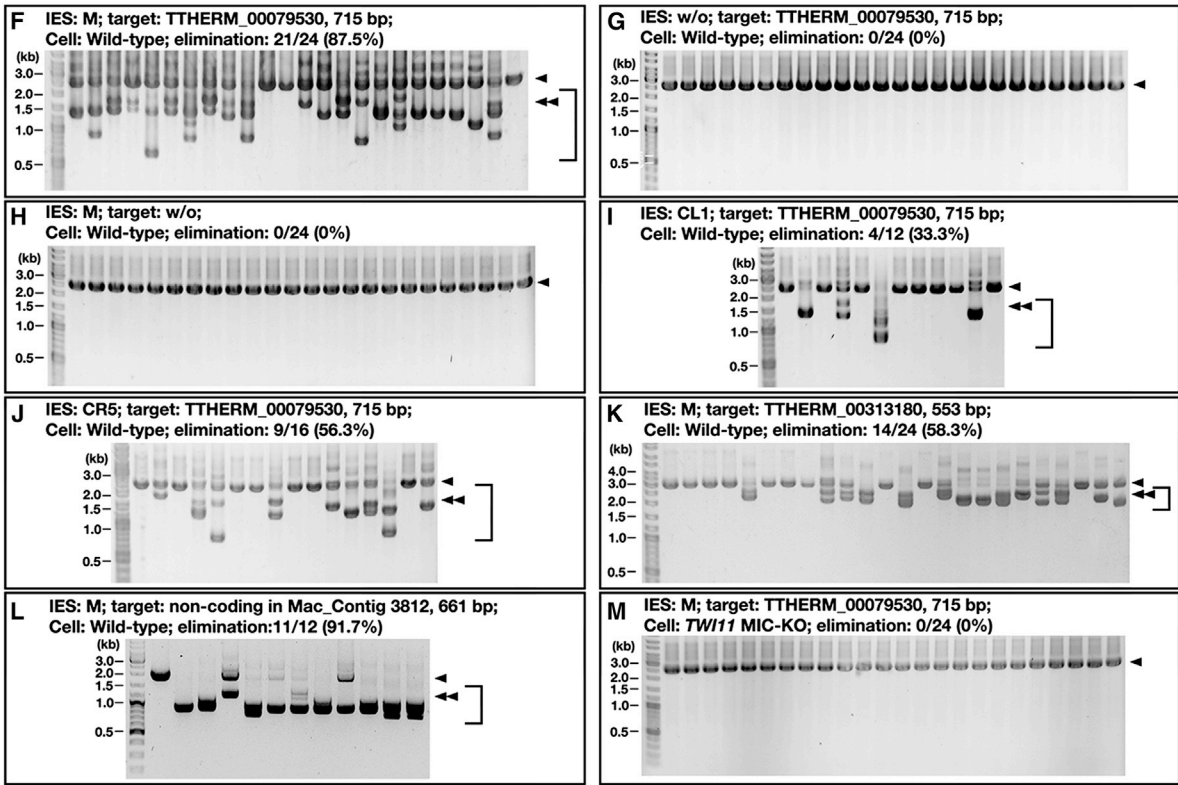 F IES: M; target: TTHERM_00079530, 715 bp;
Cell: Wild-type; elimination: 21/24 (87.5%)
(kb)
3.0
2.0
1.5
1.0
0.5
G IES: w/o; target: TTHERM_00079530, 715 bp;
Cell: Wild-type; elimination: 0/24 (0%)
(kb)
3.0
2.0
1.5
1.0
0.5
H IES: M; target: w/o;
Cell: Wild-type; elimination: 0/24 (0%)
(kb)
3.0
2.0
1.5
1.0
0.5
I IES: CL1; target: TTHERM_00079530, 715 bp;
Cell: Wild-type; elimination: 4/12 (33.3%)
(kb)
3.0
2.0
1.5
1.0
0.5
J IES: CR5; target: TTHERM_00079530, 715 bp;
Cell: Wild-type; elimination: 9/16 (56.3%)
(kb)
3.0
2.0
1.5
1.0
0.5
K IES: M; target: TTHERM_00313180, 553 bp;
Cell: Wild-type; elimination: 14/24 (58.3%)
(kb)
4.0
3.0
2.0
1.5
1.0
0.5
L IES: M; target: non-coding in Mac_Contig 3812, 661 bp;
Cell: Wild-type; elimination:11/12 (91.7%)
(kb)
3.0
2.0
1.5
1.0
0.5
M IES: M; target: TTHERM_00079530, 715 bp;
Cell: TWI11 MIC-KO; elimination: 0/24 (0%)
(kb)
3.0
2.0
1.5
1.0
0.5